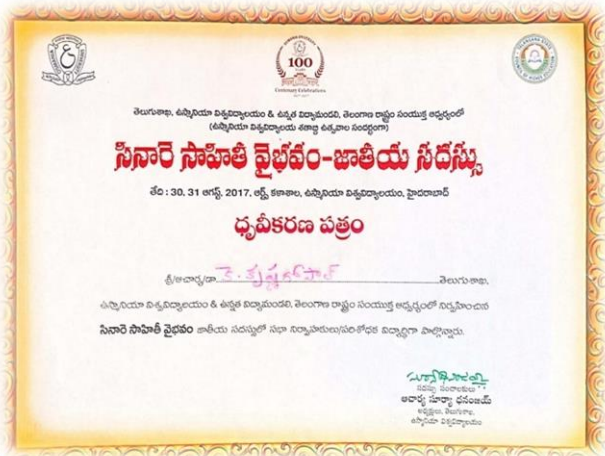 100
Centenary Celebrations
తెలుగుశాఖ, ఉస్మానియా విశ్వవిద్యాలయం & ఉన్నత విద్యామండలి, తెలంగాణ రాష్ట్రం సంయుక్త ఆధ్వర్యంలో
(ఉస్మానియా విశ్వవిద్యాలయ శతాబ్ది ఉత్సవాల సందర్భంగా)
సినారె సాహితీ వైభవం-జాతీయ సదస్సు
తేది : 30, 31 ఆగస్ట్, 2017, ఆర్ట్స్ కళాశాల, ఉస్మానియా విశ్వవిద్యాలయం, హైదరాబాద్
ధృవీకరణ పత్రం
శ్రీ/ఆచార్య/డా కె. కృష్ణగోపాల్ తెలుగుశాఖ,
ఉస్మానియా విశ్వవిద్యాలయం & ఉన్నత విద్యామండలి, తెలంగాణ రాష్ట్రం సంయుక్త ఆధ్వర్యంలో నిర్వహించిన
సినారె సాహితీ వైభవం జాతీయ సదస్సులో సభా నిర్వాహకులు/పరిశోధక విద్యార్థిగా పాల్గొన్నారు.
సదస్సు సంచాలకులు
ఆచార్య సూర్యా ధనంజయ్
అధ్యక్షులు, తెలుగుశాఖ,
ఉస్మానియా విశ్వవిద్యాలయం